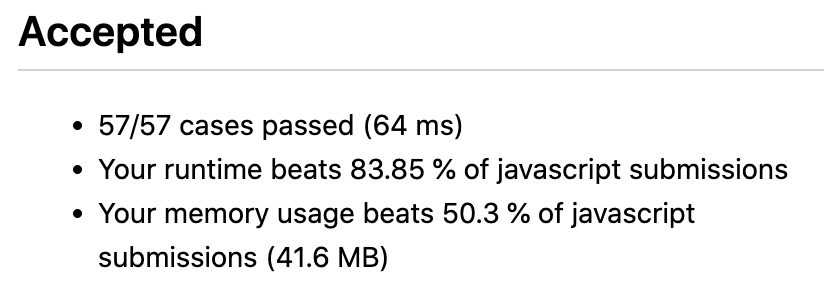 Accepted
• 57/57 cases passed (64 ms)
• Your runtime beats 83.85 % of javascript submissions
• Your memory usage beats 50.3 % of javascript
submissions (41.6 MB)